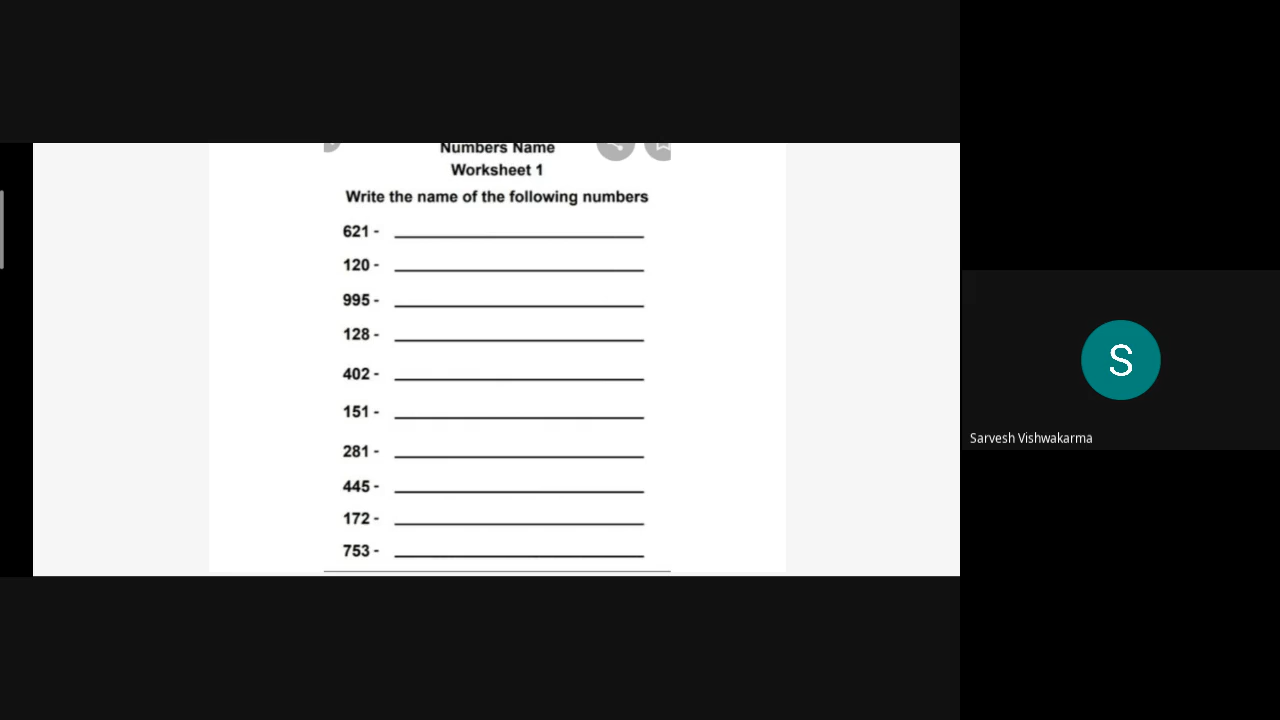 Numbers Name
Worksheet 1
Write the name of the following numbers
621 -
120 -
995 -
128 -
402 -
151 -
281 -
445 -
172 -
753 -
S
Sarvesh Vishwakarma